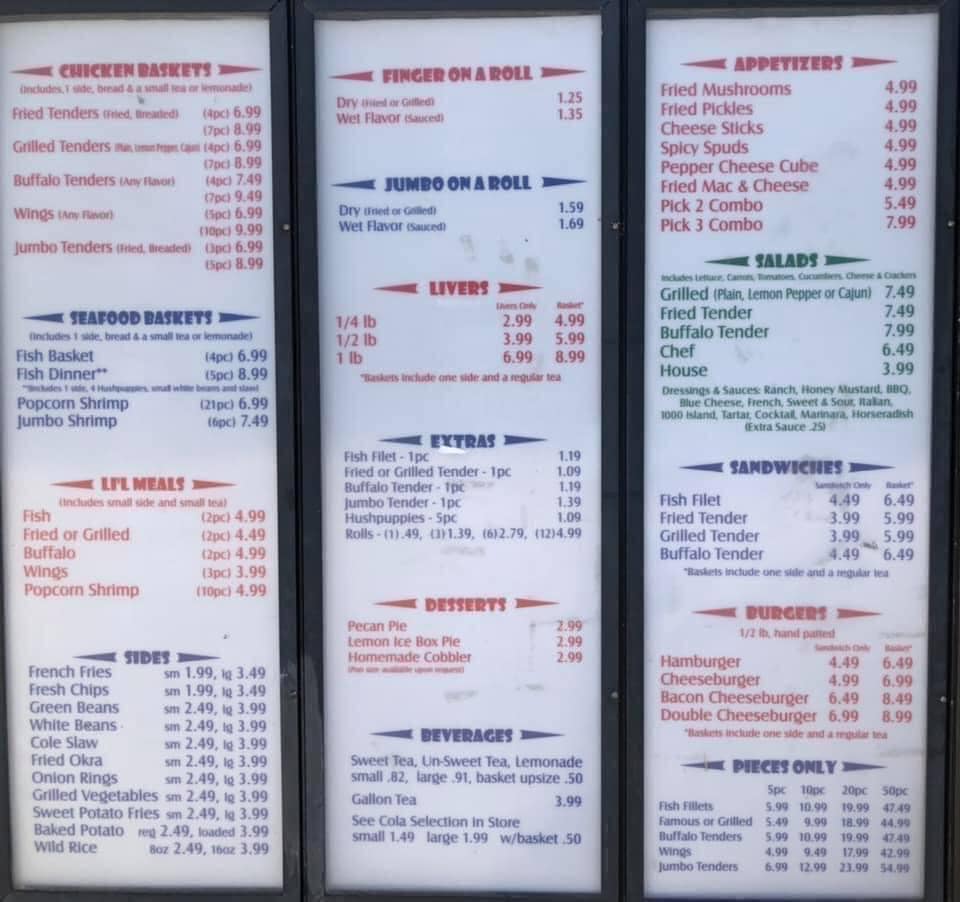 CHICKEN BASKETS
(Includes 1 side, bread & a small tea or lemonade)
Fried Tenders (Fried, Breaded) (4pc) 6.99
(7pc) 8.99
Grilled Tenders (Plain, Lemon Pepper, Cajun) (4pc) 6.99
(7pc) 8.99
Buffalo Tenders (Any Flavor) (4pc) 7.49
(7pc) 9.49
Wings (Any Flavor) (5pc) 6.99
(10pc) 9.99
Jumbo Tenders (Fried, Breaded) (3pc) 6.99
(5pc) 8.99
SEAFOOD BASKETS
(Includes 1 side, bread & a small tea or lemonade)
Fish Basket (4pc) 6.99
Fish Dinner** (5pc) 8.99
**(Includes 1 side, 4 Hushpuppies, small white beans and slaw)
Popcorn Shrimp (21pc) 6.99
Jumbo Shrimp (6pc) 7.49
LI'L MEALS
(Includes small side and small tea)
Fish (2pc) 4.99
Fried or Grilled (2pc) 4.49
Buffalo (2pc) 4.99
Wings (3pc) 3.99
Popcorn Shrimp (10pc) 4.99
SIDES
French Fries sm 1.99, lg 3.49
Fresh Chips sm 1.99, lg 3.49
Green Beans sm 2.49, lg 3.99
White Beans sm 2.49, lg 3.99
Cole Slaw sm 2.49, lg 3.99
Fried Okra sm 2.49, lg 3.99
Onion Rings sm 2.49, lg 3.99
Grilled Vegetables sm 2.49, lg 3.99
Sweet Potato Fries sm 2.49, lg 3.99
Baked Potato reg 2.49, loaded 3.99
Wild Rice 8oz 2.49, 16oz 3.99
FINGER ON A ROLL
Dry (Fried or Grilled) 1.25
Wet Flavor (Sauced) 1.35
JUMBO ON A ROLL
Dry (Fried or Grilled) 1.59
Wet Flavor (Sauced) 1.69
LIVERS
Livers Only Basket*
1/4 lb 2.99 4.99
1/2 lb 3.99 5.99
1 lb 6.99 8.99
*Baskets include one side and a regular tea
EXTRAS
Fish Filet - 1pc 1.19
Fried or Grilled Tender - 1pc 1.09
Buffalo Tender - 1pc 1.19
Jumbo Tender - 1pc 1.39
Hushpuppies - 5pc 1.09
Rolls - (1) .49, (3)1.39, (6)2.79, (12)4.99
DESSERTS
Pecan Pie 2.99
Lemon Ice Box Pie 2.99
Homemade Cobbler 2.99
(Pan size available upon request)
BEVERAGES
Sweet Tea, Un-Sweet Tea, Lemonade
small .82, large .91, basket upsize .50
Gallon Tea 3.99
See Cola Selection In Store
small 1.49 large 1.99 w/basket .50
APPETIZERS
Fried Mushrooms 4.99
Fried Pickles 4.99
Cheese Sticks 4.99
Spicy Spuds 4.99
Pepper Cheese Cube 4.99
Fried Mac & Cheese 4.99
Pick 2 Combo 5.49
Pick 3 Combo 7.99
SALADS
Includes Lettuce, Carrots, Tomatoes, Cucumbers, Cheese & Crackers
Grilled (Plain, Lemon Pepper or Cajun) 7.49
Fried Tender 7.49
Buffalo Tender 7.99
Chef 6.49
House 3.99
Dressings & Sauces: Ranch, Honey Mustard, BBQ,
Blue Cheese, French, Sweet & Sour, Italian,
1000 Island, Tartar, Cocktail, Marinara, Horseradish
(Extra Sauce .25)
SANDWICHES
Sandwich Only Basket*
Fish Filet 4.49 6.49
Fried Tender 3.99 5.99
Grilled Tender 3.99 5.99
Buffalo Tender 4.49 6.49
*Baskets include one side and a regular tea
BURGERS
1/2 lb, hand patted
Sandwich Only Basket*
Hamburger 4.49 6.49
Cheeseburger 4.99 6.99
Bacon Cheeseburger 6.49 8.49
Double Cheeseburger 6.99 8.99
*Baskets include one side and a regular tea
PIECES ONLY
5pc 10pc 20pc 50pc
Fish Fillets 5.99 10.99 19.99 47.49
Famous or Grilled 5.49 9.99 18.99 44.99
Buffalo Tenders 5.99 10.99 19.99 47.49
Wings 4.99 9.49 17.99 42.99
Jumbo Tenders 6.99 12.99 23.99 54.99